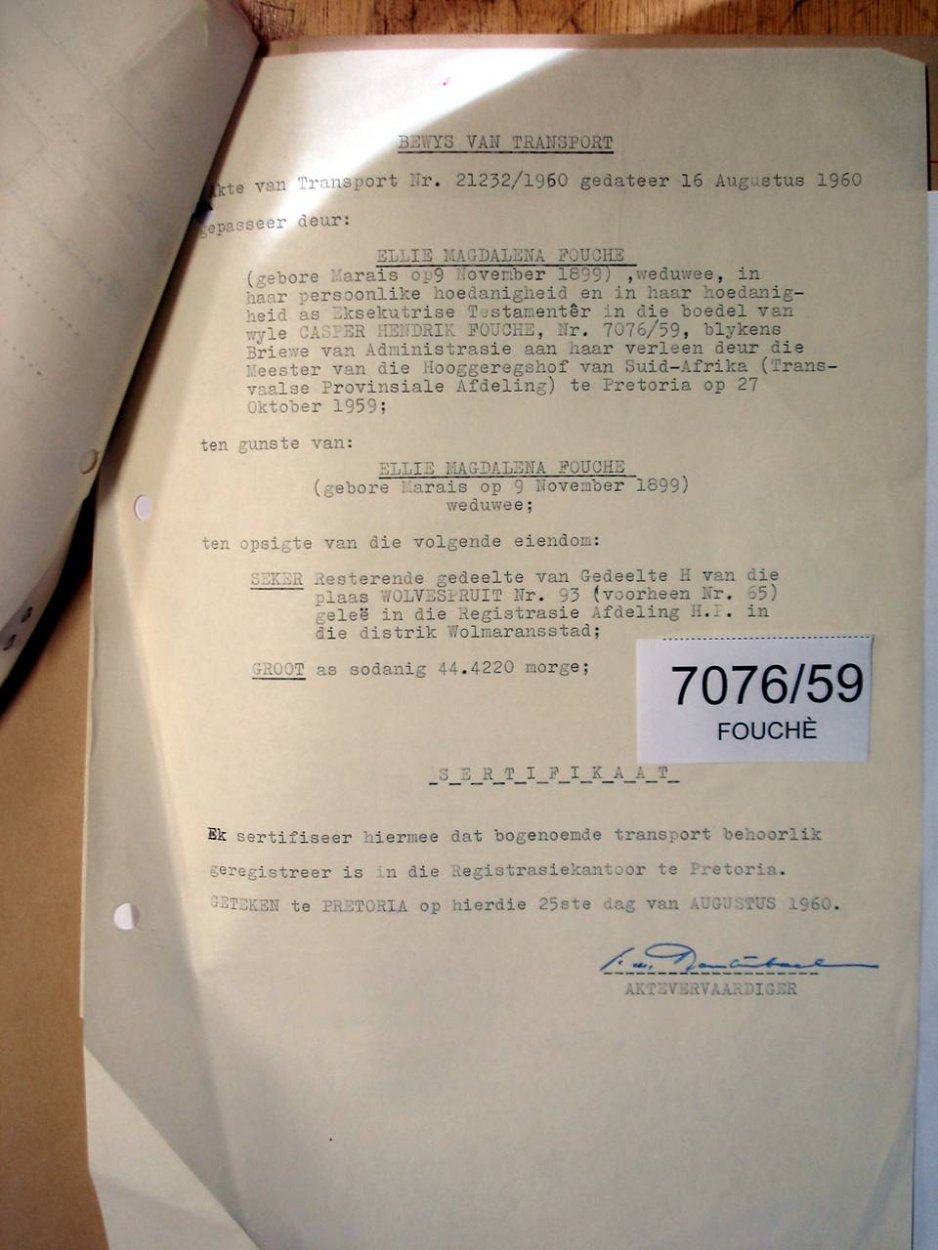 BEWYS VAN TRANSPORT
Akte van Transport Nr. 21232/1960 gedateer 16 Augustus 1960
gepasseer deur:
ELLIE MAGDALENA FOUCHE
(gebore Marais op9 November 1899) ,weduwee, in
haar persoonlike hoedanigheid en in haar hoedanig-
heid as Eksekutrise Testamentêr in die boedel van
wyle CASPER HENDRIK FOUCHE, Nr. 7076/59, blykens
Briewe van Administrasie aan haar verleen deur die
Meester van die Hooggeregshof van Suid-Afrika (Trans-
vaalse Provinsiale Afdeling) te Pretoria op 27
Oktober 1959;
ten gunste van:
ELLIE MAGDALENA FOUCHE
(gebore Marais op 9 November 1899)
weduwee;
ten opsigte van die volgende eiendom:
SEKER Resterende gedeelte van Gedeelte H van die
plaas WOLVESPRUIT Nr. 93 (voorheen Nr. 65)
geleë in die Registrasie Afdeling H.P. in
die distrik Wolmaransstad;
GROOT as sodanig 44.4220 morge;
7076/59
FOUCHÈ
_S_E_R_T_I_F_I_K_A_A_T_
Ek sertifiseer hiermee dat bogenoemde transport behoorlik
geregistreer is in die Registrasiekantoor te Pretoria.
GETEKEN te PRETORIA op hierdie 25ste dag van AUGUSTUS 1960.
AKTEVERVAARDIGER